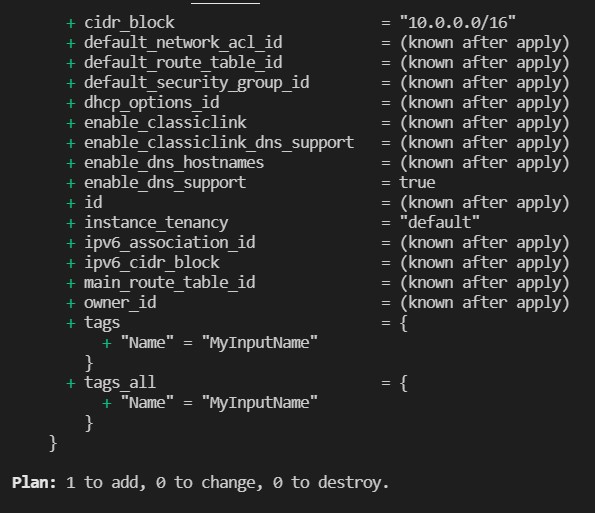 + cidr_block = "10.0.0.0/16"
+ default_network_acl_id = (known after apply)
+ default_route_table_id = (known after apply)
+ default_security_group_id = (known after apply)
+ dhcp_options_id = (known after apply)
+ enable_classiclink = (known after apply)
+ enable_classiclink_dns_support = (known after apply)
+ enable_dns_hostnames = (known after apply)
+ enable_dns_support = true
+ id = (known after apply)
+ instance_tenancy = "default"
+ ipv6_association_id = (known after apply)
+ ipv6_cidr_block = (known after apply)
+ main_route_table_id = (known after apply)
+ owner_id = (known after apply)
+ tags = {
+ "Name" = "MyInputName"
}
+ tags_all = {
+ "Name" = "MyInputName"
}
}
Plan: 1 to add, 0 to change, 0 to destroy.